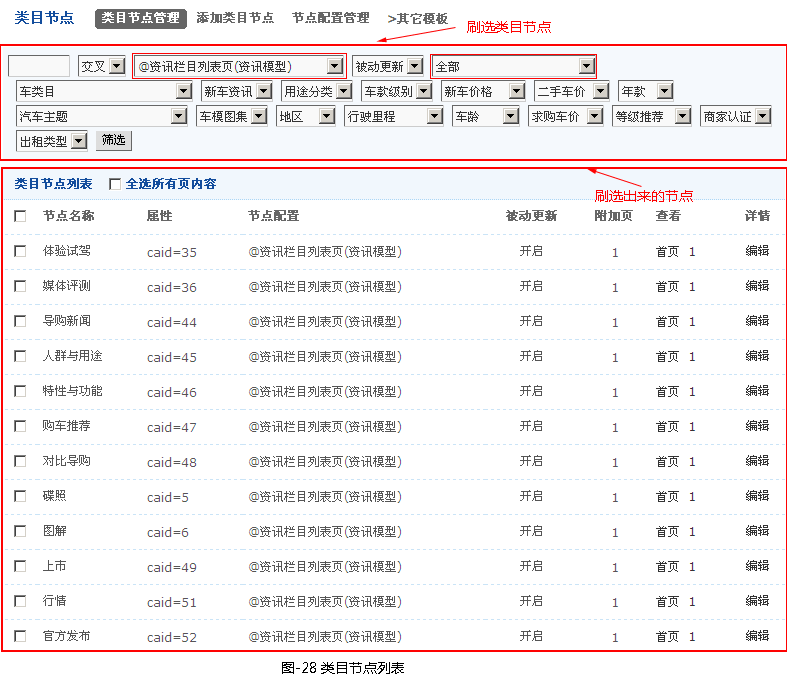 类目节点 类目节点管理 添加类目节点 节点配置管理 >其它模板
刷选类目节点
交叉 @资讯栏目列表页(资讯模型) 被动更新 全部
车类目 新车资讯 用途分类 车款级别 新车价格 二手车价 年款
汽车主题 车模图集 地区 行驶里程 车龄 求购车价 等级推荐 商家认证
出租类型 筛选
类目节点列表 全选所有页内容
刷选出来的节点
节点名称 属性 节点配置 被动更新 附加页 查看 详情
体验试驾 caid=35 @资讯栏目列表页(资讯模型) 开启 1 首页 1 编辑
媒体评测 caid=36 @资讯栏目列表页(资讯模型) 开启 1 首页 1 编辑
导购新闻 caid=44 @资讯栏目列表页(资讯模型) 开启 1 首页 1 编辑
人群与用途 caid=45 @资讯栏目列表页(资讯模型) 开启 1 首页 1 编辑
特性与功能 caid=46 @资讯栏目列表页(资讯模型) 开启 1 首页 1 编辑
购车推荐 caid=47 @资讯栏目列表页(资讯模型) 开启 1 首页 1 编辑
对比导购 caid=48 @资讯栏目列表页(资讯模型) 开启 1 首页 1 编辑
碟照 caid=5 @资讯栏目列表页(资讯模型) 开启 1 首页 1 编辑
图解 caid=6 @资讯栏目列表页(资讯模型) 开启 1 首页 1 编辑
上市 caid=49 @资讯栏目列表页(资讯模型) 开启 1 首页 1 编辑
行情 caid=51 @资讯栏目列表页(资讯模型) 开启 1 首页 1 编辑
官方发布 caid=52 @资讯栏目列表页(资讯模型) 开启 1 首页 1 编辑
图-28 类目节点列表